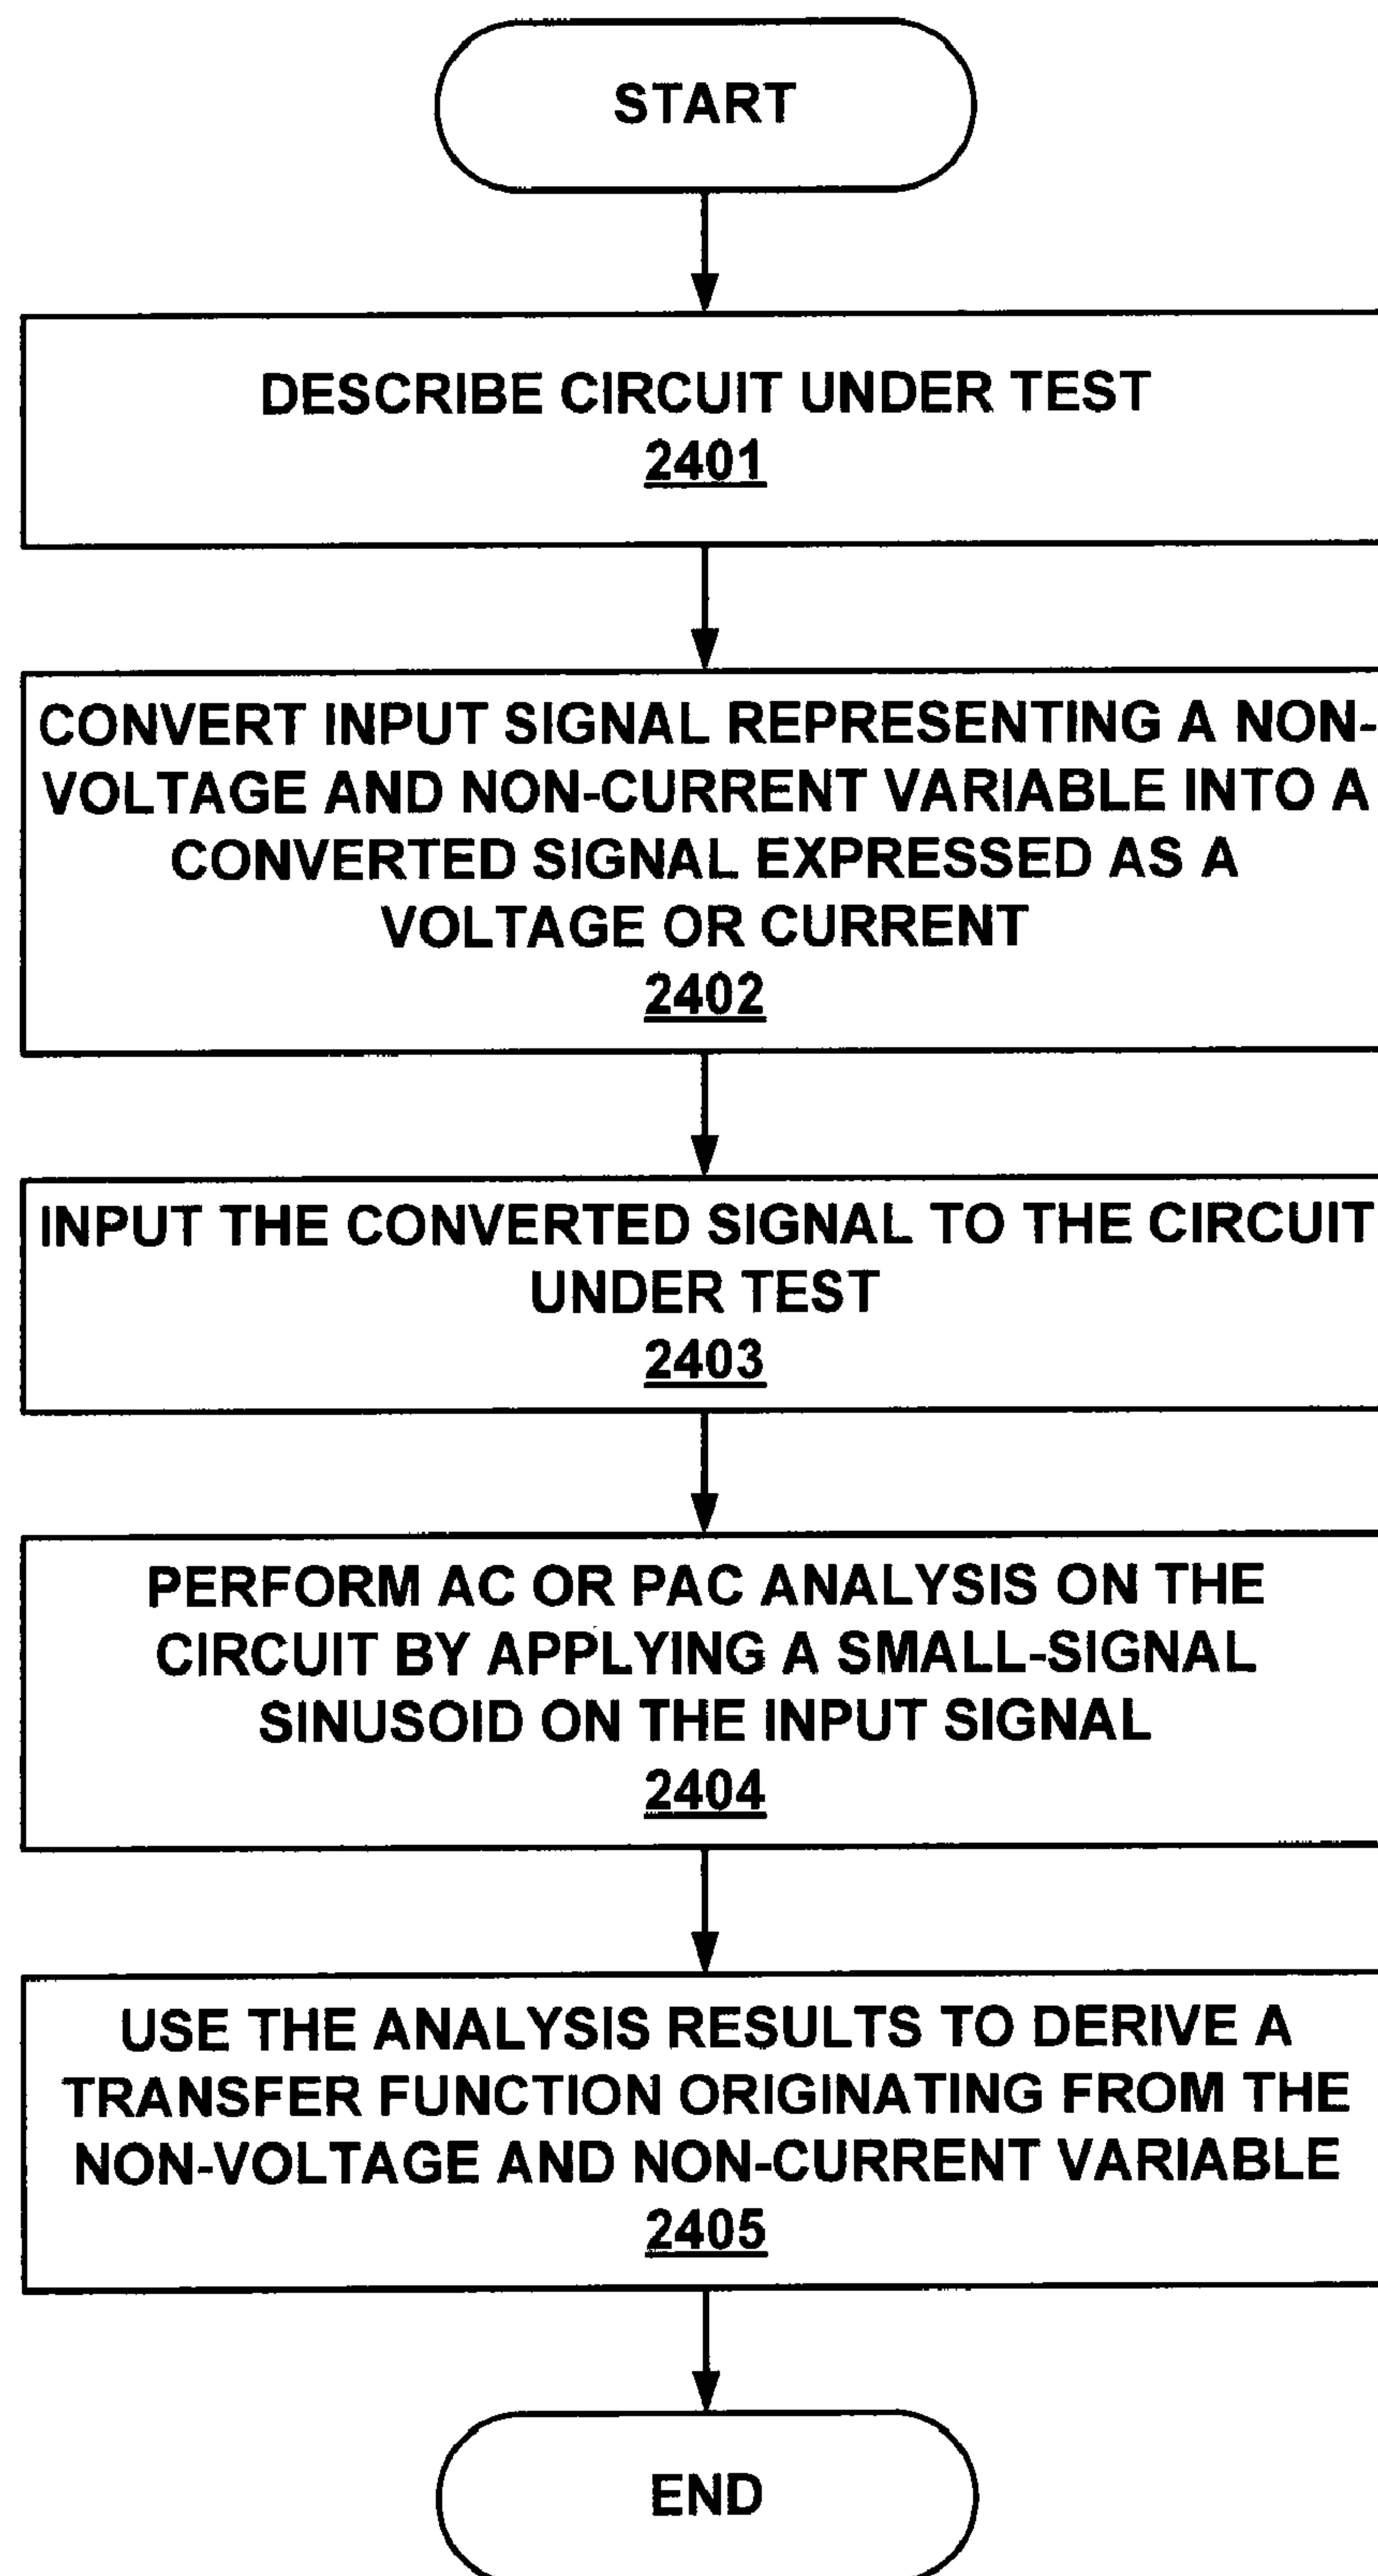 START
DESCRIBE CIRCUIT UNDER TEST
2401
CONVERT INPUT SIGNAL REPRESENTING A NON-
VOLTAGE AND NON-CURRENT VARIABLE INTO A
CONVERTED SIGNAL EXPRESSED AS A
VOLTAGE OR CURRENT
2402
INPUT THE CONVERTED SIGNAL TO THE CIRCUIT
UNDER TEST
2403
PERFORM AC OR PAC ANALYSIS ON THE
CIRCUIT BY APPLYING A SMALL-SIGNAL
SINUSOID ON THE INPUT SIGNAL
2404
USE THE ANALYSIS RESULTS TO DERIVE A
TRANSFER FUNCTION ORIGINATING FROM THE
NON-VOLTAGE AND NON-CURRENT VARIABLE
2405
END